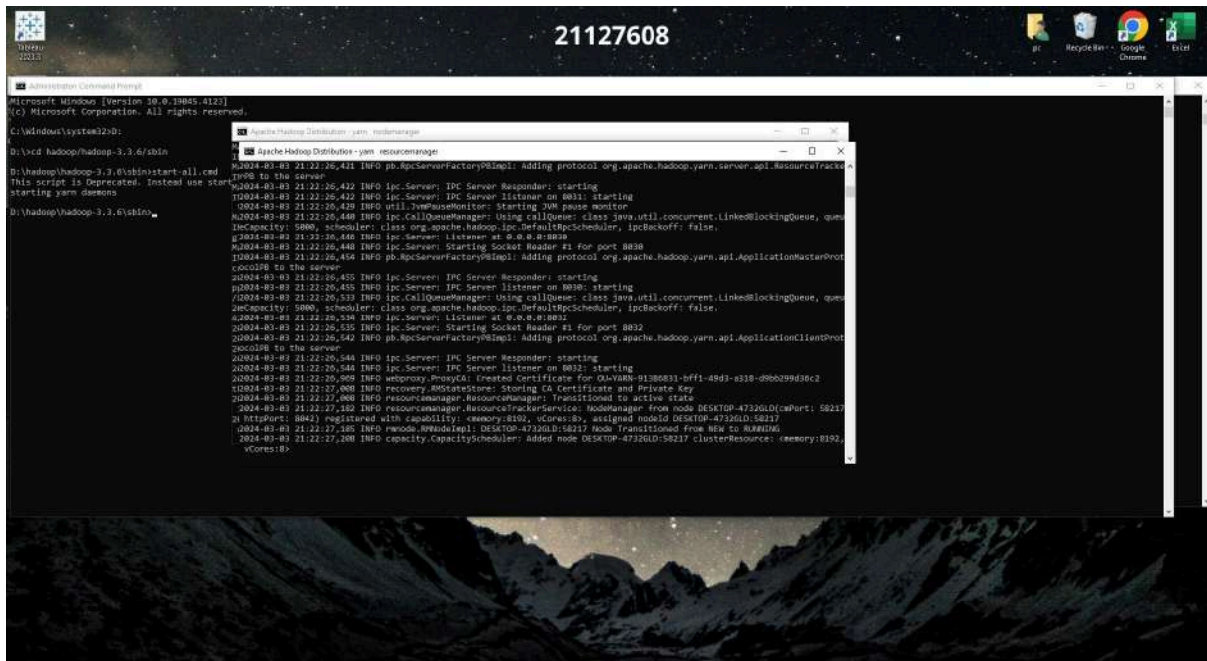 21127608
Tableau
2023.3
pc
Recycle Bin
Google
Chrome
Excel
Administrator: Command Prompt
Microsoft Windows [Version 10.0.19045.4123]
(c) Microsoft Corporation. All rights reserved.
C:\Windows\system32>D:
D:\>cd hadoop/hadoop-3.3.6/sbin
D:\hadoop\hadoop-3.3.6\sbin>start-all.cmd
This script is Deprecated. Instead use start
starting yarn daemons
D:\hadoop\hadoop-3.3.6\sbin>
Apache Hadoop Distribution - yarn nodemanager
Apache Hadoop Distribution - yarn resourcemanager
2024-03-03 21:22:26,421 INFO pb.RpcServerFactoryPBImpl: Adding protocol org.apache.hadoop.yarn.server.api.ResourceTracke
rPB to the server
2024-03-03 21:22:26,422 INFO ipc.Server: IPC Server Responder: starting
2024-03-03 21:22:26,422 INFO ipc.Server: IPC Server listener on 8031: starting
2024-03-03 21:22:26,429 INFO util.JvmPauseMonitor: Starting JVM pause monitor
2024-03-03 21:22:26,440 INFO ipc.CallQueueManager: Using callQueue: class java.util.concurrent.LinkedBlockingQueue, queu
eCapacity: 5000, scheduler: class org.apache.hadoop.ipc.DefaultRpcScheduler, ipcBackoff: false.
2024-03-03 21:22:26,446 INFO ipc.Server: Listener at 0.0.0.0:8030
2024-03-03 21:22:26,448 INFO ipc.Server: Starting Socket Reader #1 for port 8030
2024-03-03 21:22:26,454 INFO pb.RpcServerFactoryPBImpl: Adding protocol org.apache.hadoop.yarn.api.ApplicationMasterProt
ocolPB to the server
2024-03-03 21:22:26,455 INFO ipc.Server: IPC Server Responder: starting
2024-03-03 21:22:26,455 INFO ipc.Server: IPC Server listener on 8030: starting
2024-03-03 21:22:26,533 INFO ipc.CallQueueManager: Using callQueue: class java.util.concurrent.LinkedBlockingQueue, queu
eCapacity: 5000, scheduler: class org.apache.hadoop.ipc.DefaultRpcScheduler, ipcBackoff: false.
2024-03-03 21:22:26,534 INFO ipc.Server: Listener at 0.0.0.0:8032
2024-03-03 21:22:26,535 INFO ipc.Server: Starting Socket Reader #1 for port 8032
2024-03-03 21:22:26,542 INFO pb.RpcServerFactoryPBImpl: Adding protocol org.apache.hadoop.yarn.api.ApplicationClientProt
ocolPB to the server
2024-03-03 21:22:26,544 INFO ipc.Server: IPC Server Responder: starting
2024-03-03 21:22:26,544 INFO ipc.Server: IPC Server listener on 8032: starting
2024-03-03 21:22:26,969 INFO webproxy.ProxyCA: Created Certificate for OU=YARN-91386831-bff1-49d3-a318-d9bb299d36c2
2024-03-03 21:22:27,000 INFO recovery.RMStateStore: Storing CA Certificate and Private Key
2024-03-03 21:22:27,000 INFO resourcemanager.ResourceManager: Transitioned to active state
2024-03-03 21:22:27,182 INFO resourcemanager.ResourceTrackerService: NodeManager from node DESKTOP-4732GLD(cmPort: 58217
httpPort: 8042) registered with capability: <memory:8192, vCores:8>, assigned nodeId DESKTOP-4732GLD:58217
2024-03-03 21:22:27,185 INFO rmnode.RMNodeImpl: DESKTOP-4732GLD:58217 Node Transitioned from NEW to RUNNING
2024-03-03 21:22:27,208 INFO capacity.CapacityScheduler: Added node DESKTOP-4732GLD:58217 clusterResource: <memory:8192,
vCores:8>